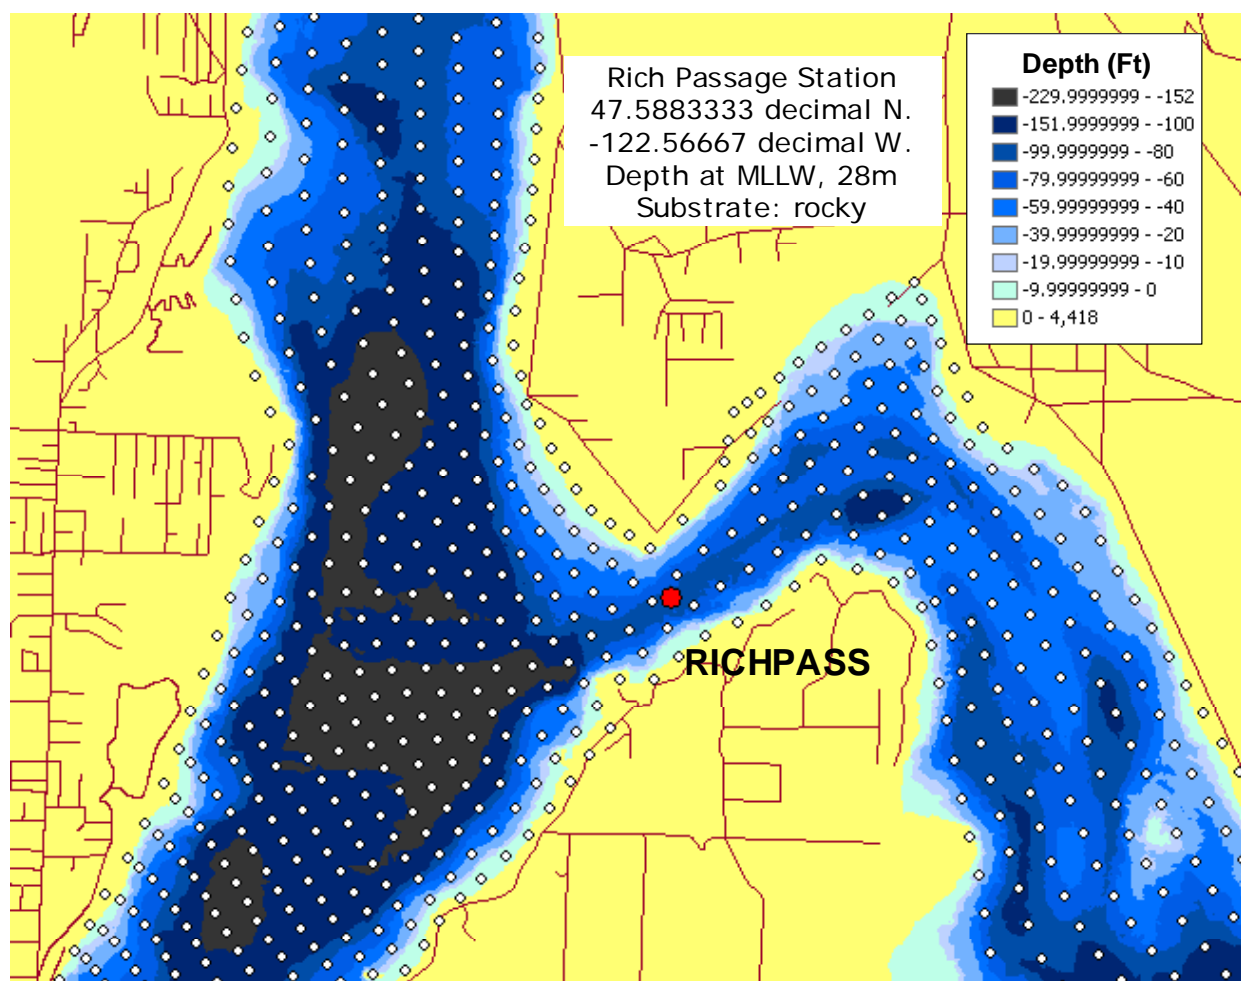 Rich Passage Station
47.5883333 decimal N.
-122.56667 decimal W.
Depth at MLLW, 28m
Substrate: rocky
Depth (Ft)
-229.9999999 - -152
-151.9999999 - -100
-99.9999999 - -80
-79.99999999 - -60
-59.99999999 - -40
-39.99999999 - -20
-19.99999999 - -10
-9.99999999 - 0
0 - 4,418
RICHPASS